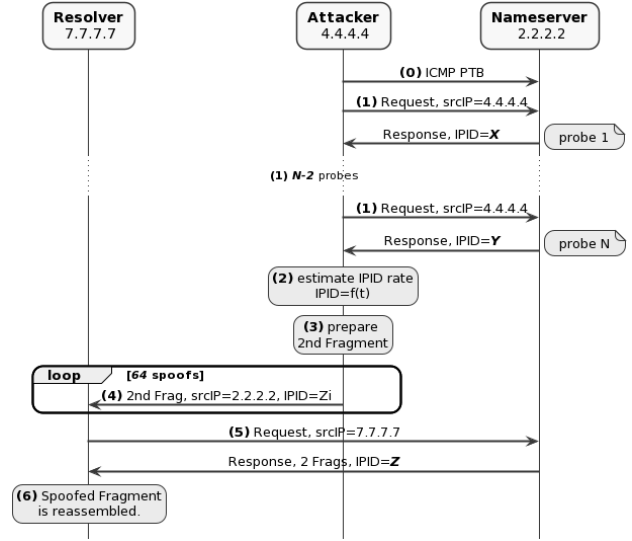 Resolver
7.7.7.7
Attacker
4.4.4.4
Nameserver
2.2.2.2
(0) ICMP PTB
(1) Request, srcIP=4.4.4.4
Response, IPID=X
probe 1
(1) N-2 probes
(1) Request, srcIP=4.4.4.4
Response, IPID=Y
probe N
(2) estimate IPID rate
IPID=f(t)
(3) prepare
2nd Fragment
loop
[64 spoofs]
(4) 2nd Frag, srcIP=2.2.2.2, IPID=Zi
(5) Request, srcIP=7.7.7.7
Response, 2 Frags, IPID=Z
(6) Spoofed Fragment
is reassembled.